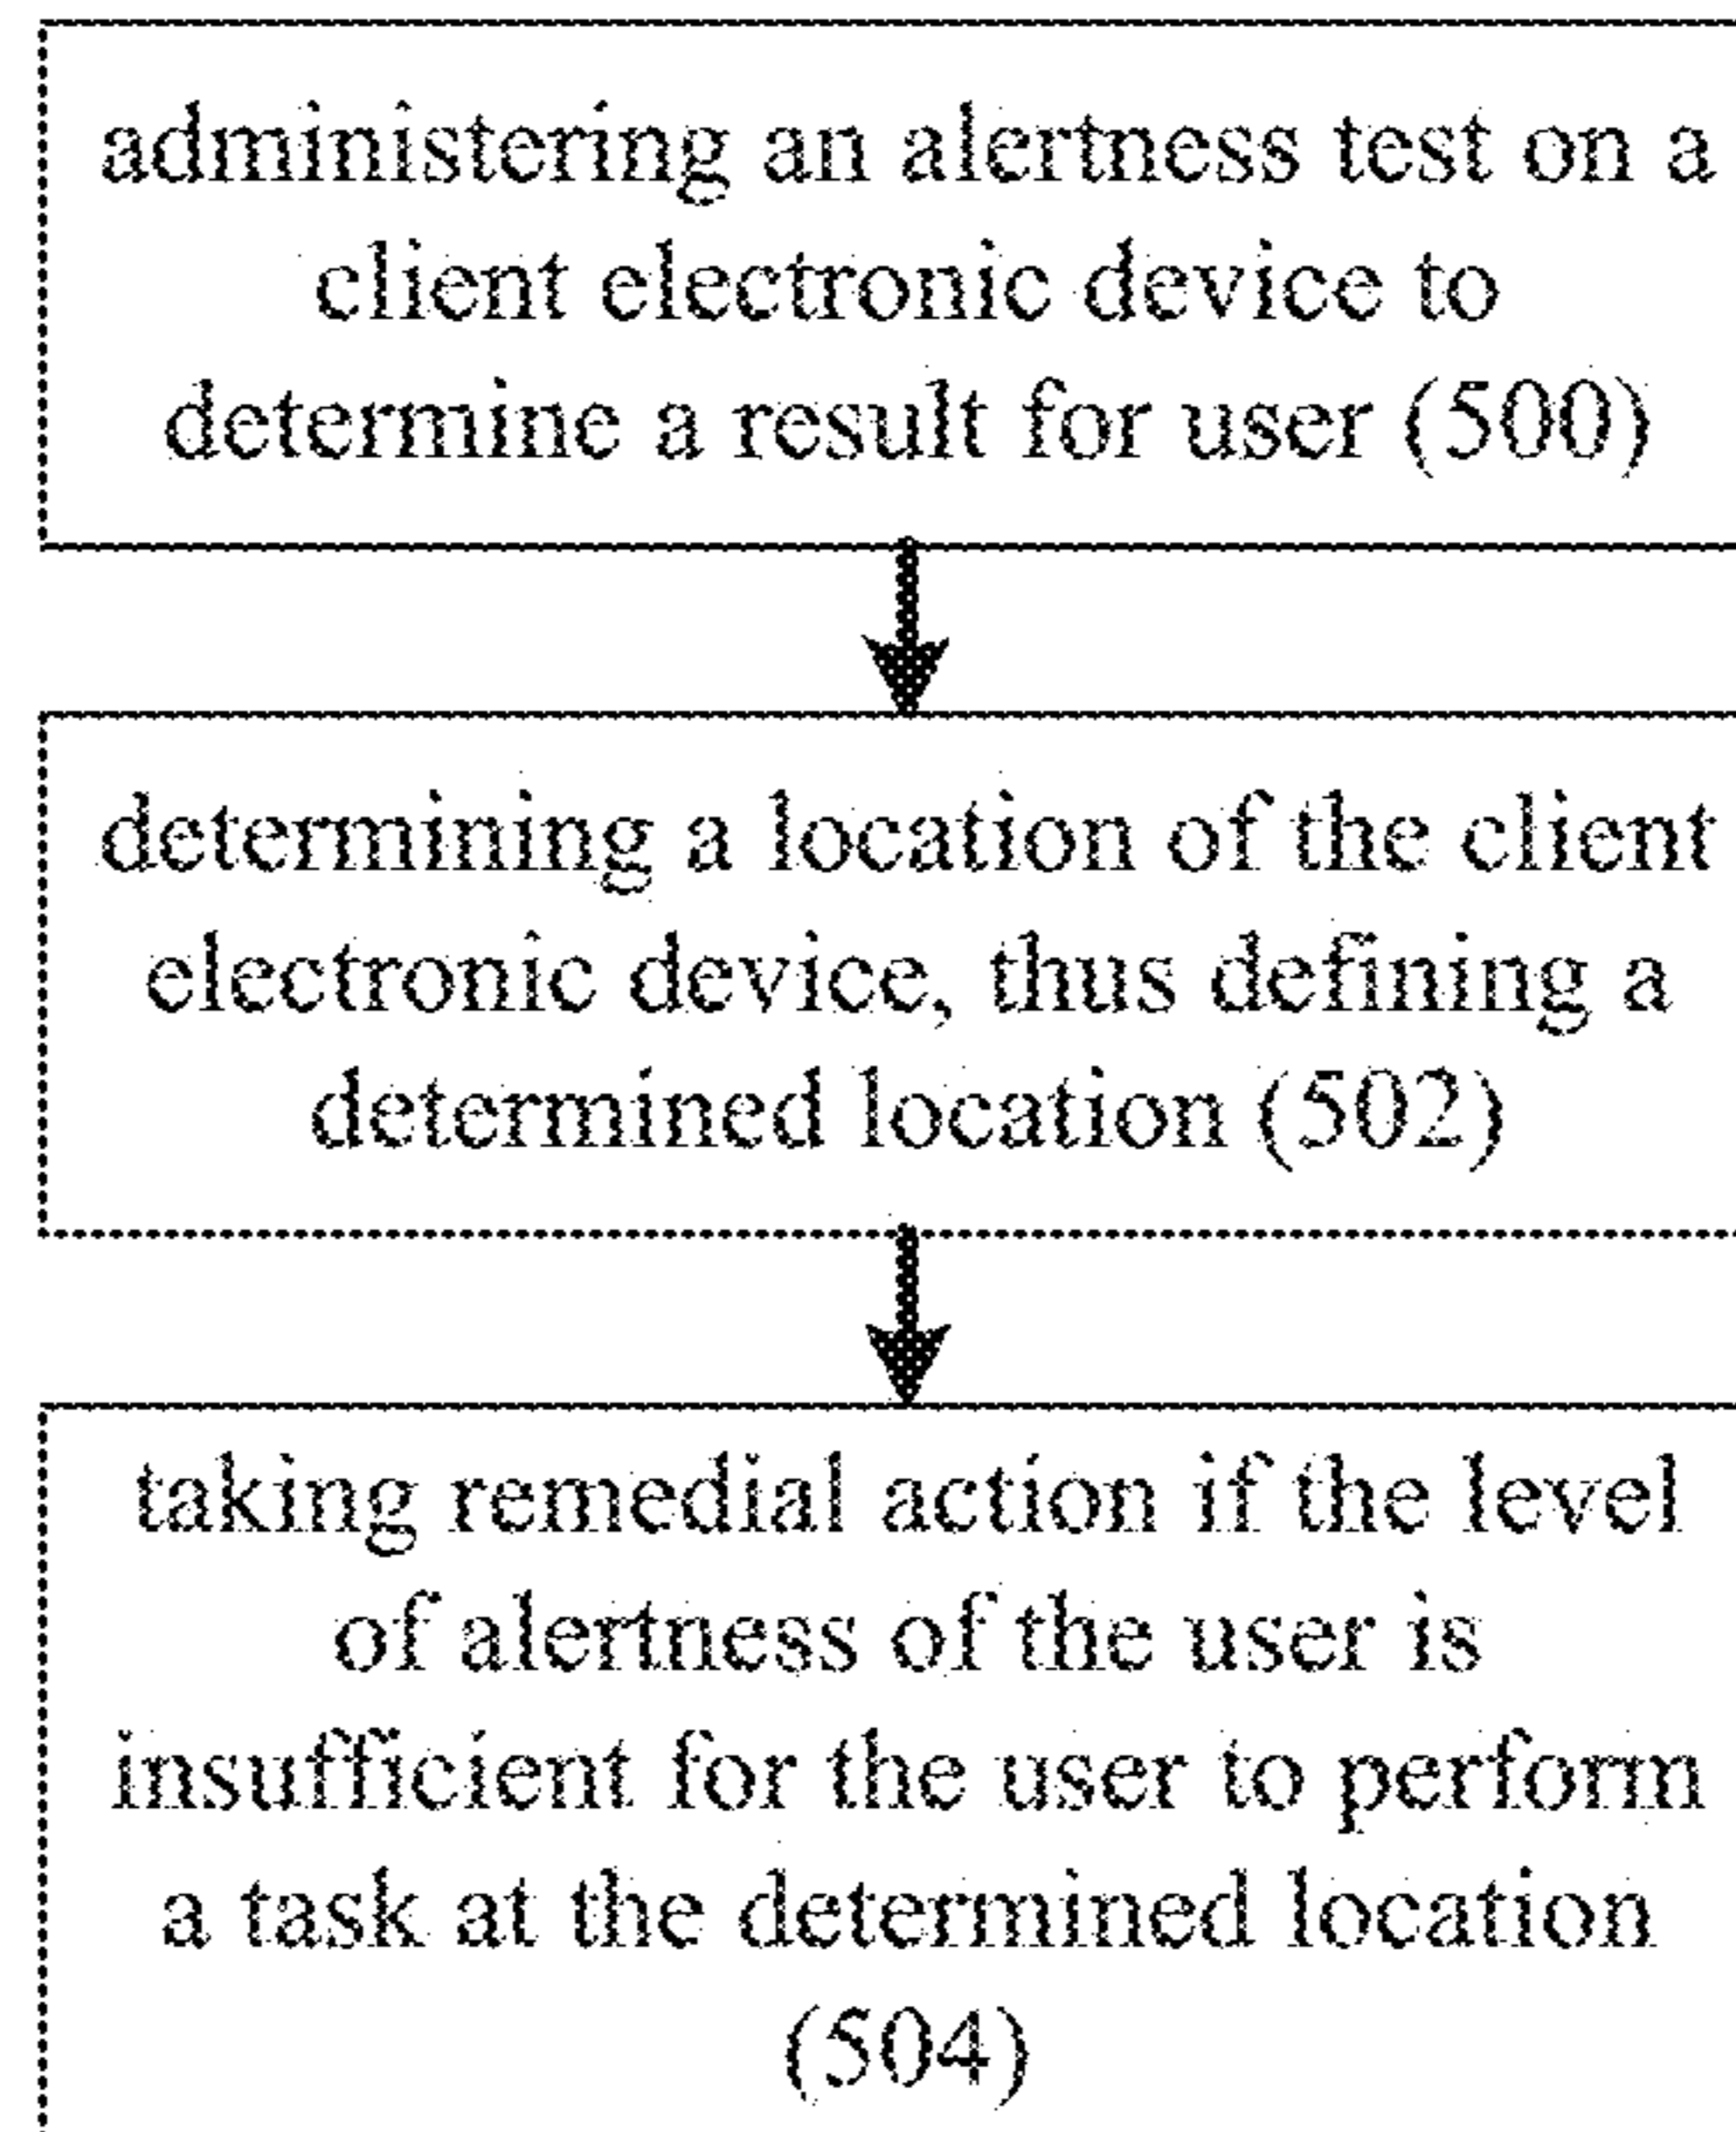 administering an alertness test on a
client electronic device to
determine a result for user (500)
determining a location of the client
electronic device, thus defining a
determined location (502)
taking remedial action if the level
of alertness of the user is
insufficient for the user to perform
a task at the determined location
(504)